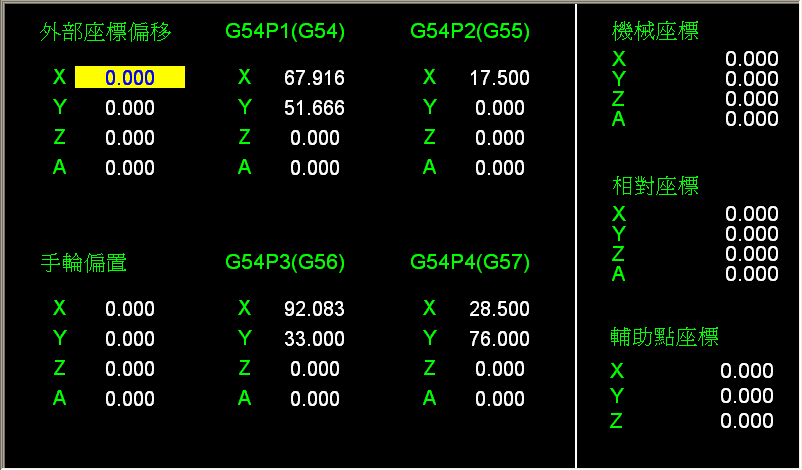 外部座標偏移 G54P1(G54) G54P2(G55)
X 0.000 X 67.916 X 17.500
Y 0.000 Y 51.666 Y 0.000
Z 0.000 Z 0.000 Z 0.000
A 0.000 A 0.000 A 0.000
手輪偏置 G54P3(G56) G54P4(G57)
X 0.000 X 92.083 X 28.500
Y 0.000 Y 33.000 Y 76.000
Z 0.000 Z 0.000 Z 0.000
A 0.000 A 0.000 A 0.000
機械座標
X 0.000
Y 0.000
Z 0.000
A 0.000
相對座標
X 0.000
Y 0.000
Z 0.000
A 0.000
輔助點座標
X 0.000
Y 0.000
Z 0.000